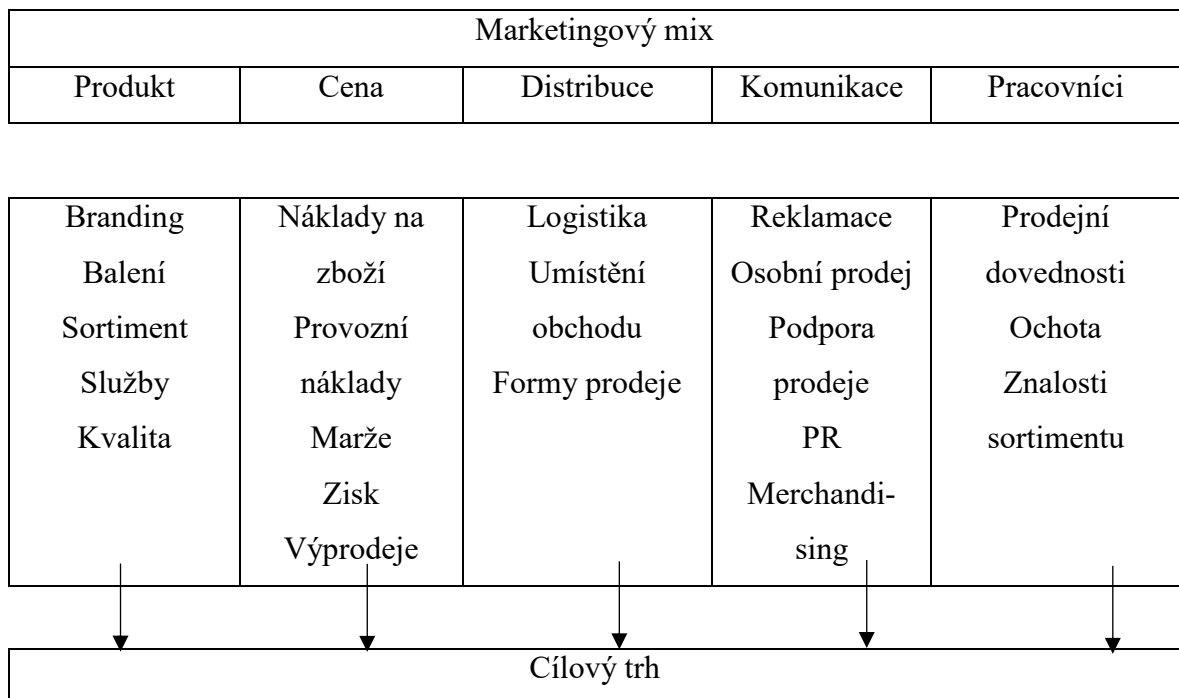 Marketingový mix
Produkt
Cena
Distribuce
Komunikace
Pracovníci
Branding
Balení
Sortiment
Služby
Kvalita
Náklady na
zboží
Provozní
náklady
Marže
Zisk
Výprodeje
Logistika
Umístění
obchodu
Formy prodeje
Reklamace
Osobní prodej
Podpora
prodeje
PR
Merchandi-
sing
Prodejní
dovednosti
Ochota
Znalosti
sortimentu
Cílový trh